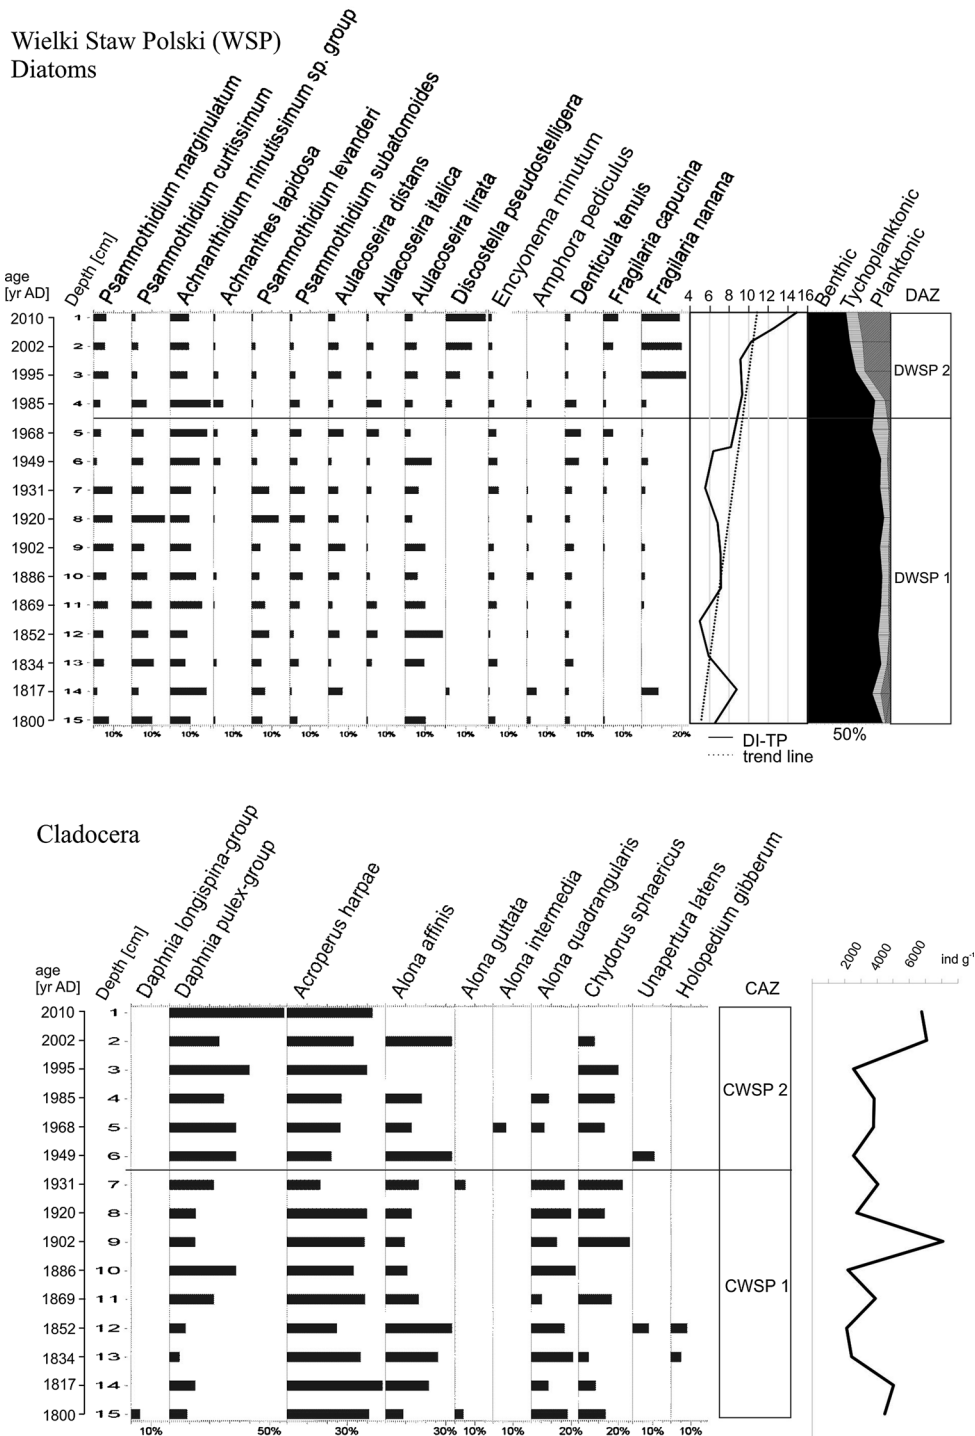 Wielki Staw Polski (WSP)
Diatoms
age
[yr AD]
Depth [cm]
Psammothidium marginulatum
Psammothidium curtissimum
Achnanthidium minutissimum sp. group
Achnanthes lapidosa
Psammothidium levanderi
Psammothidium subatomoides
Aulacoseira distans
Aulacoseira italica
Aulacoseira lirata
Discostella pseudostelligera
Encyonema minutum
Amphora pediculus
Denticula tenuis
Fragilaria capucina
Fragilaria nanana
4 6 8 10 12 14 16
Benthic
Tychoplanktonic
Planktonic
DAZ
2010 1
2002 2
1995 3
1985 4
1968 5
1949 6
1931 7
1920 8
1902 9
1886 10
1869 11
1852 12
1834 13
1817 14
1800 15
DWSP 2
DWSP 1
10% 10% 10% 10% 10% 10% 10% 10% 10% 10% 10% 10% 10% 10% 20%
50%
DI-TP
trend line
Cladocera
age
[yr AD]
Depth [cm]
Daphnia longispina-group
Daphnia pulex-group
Acroperus harpae
Alona affinis
Alona guttata
Alona intermedia
Alona quadrangularis
Chydorus sphaericus
Unapertura latens
Holopedium gibberum
CAZ
2000 4000 6000 ind g-1
2010 1
2002 2
1995 3
1985 4
1968 5
1949 6
1931 7
1920 8
1902 9
1886 10
1869 11
1852 12
1834 13
1817 14
1800 15
CWSP 2
CWSP 1
10% 50% 30% 30% 10% 10% 20% 20% 10% 10%